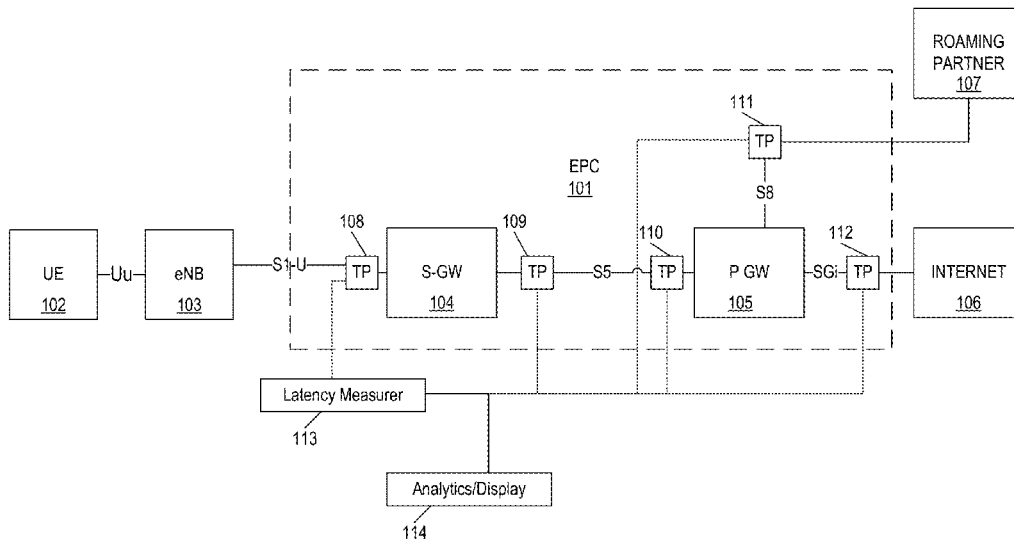 ROAMING
PARTNER
107
111
TP
EPC
101
S8
108
109
110
112
UE
102
Uu
eNB
103
S1-U
TP
S-GW
104
TP
S5
TP
P GW
105
SGi
TP
INTERNET
106
Latency Measurer
113
Analytics/Display
114